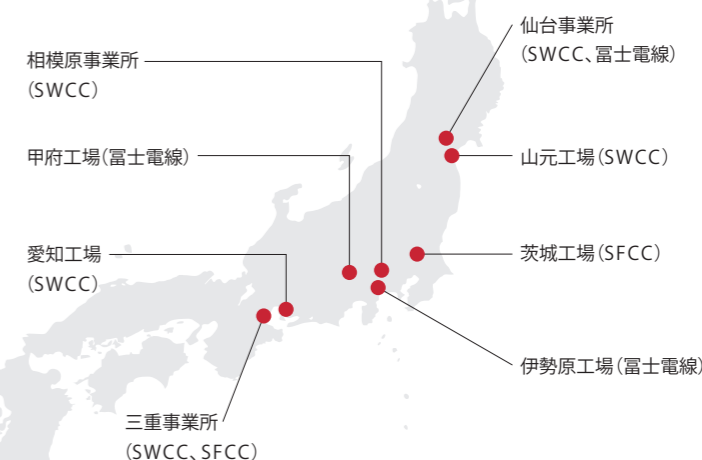 仙台事業所
(SWCC、冨士電線)
相模原事業所
(SWCC)
甲府工場(冨士電線)
山元工場(SWCC)
愛知工場
(SWCC)
茨城工場(SFCC)
伊勢原工場(冨士電線)
三重事業所
(SWCC、SFCC)